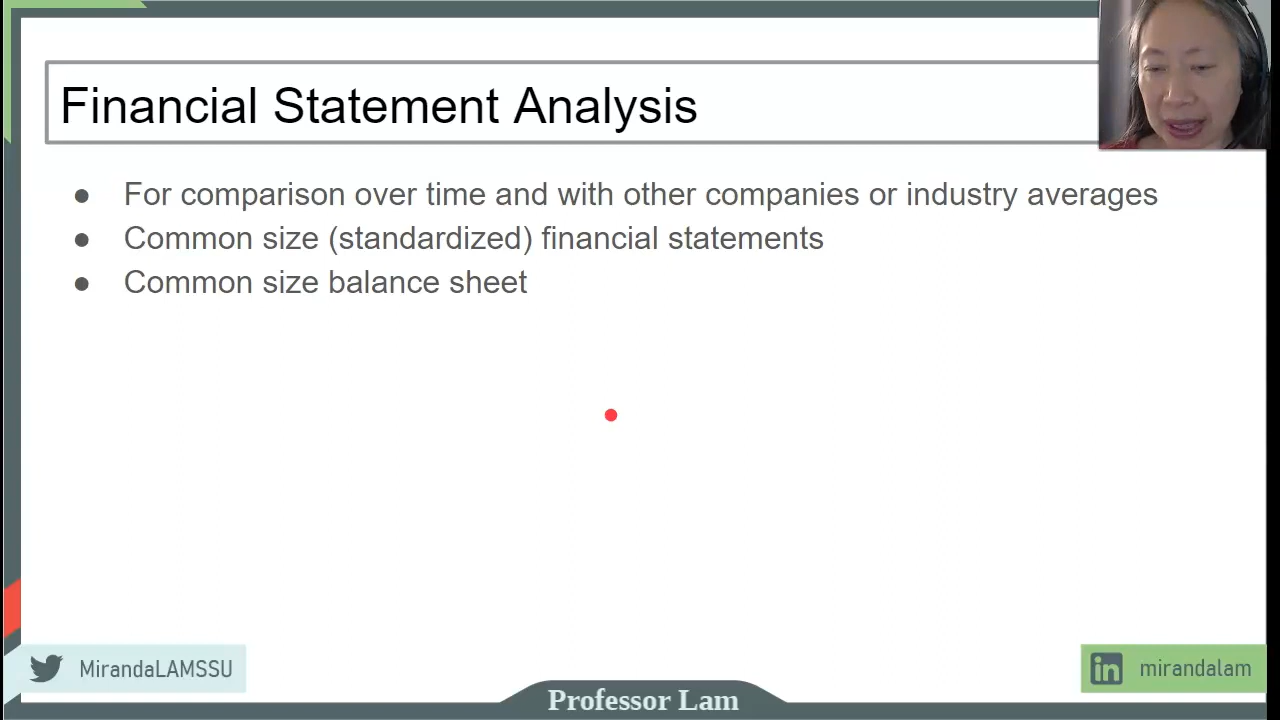 Financial Statement Analysis
● For comparison over time and with other companies or industry averages
● Common size (standardized) financial statements
● Common size balance sheet
MirandaLAMSSU
in mirandalam
Professor Lam